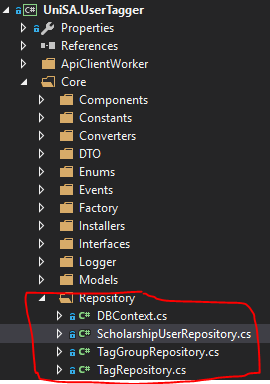 UniSA.UserTagger
Properties
References
ApiClientWorker
Core
Components
Constants
Converters
DTO
Enums
Events
Factory
Installers
Interfaces
Logger
Models
Repository
C# DBContext.cs
C# ScholarshipUserRepository.cs
C# TagGroupRepository.cs
C# TagRepository.cs